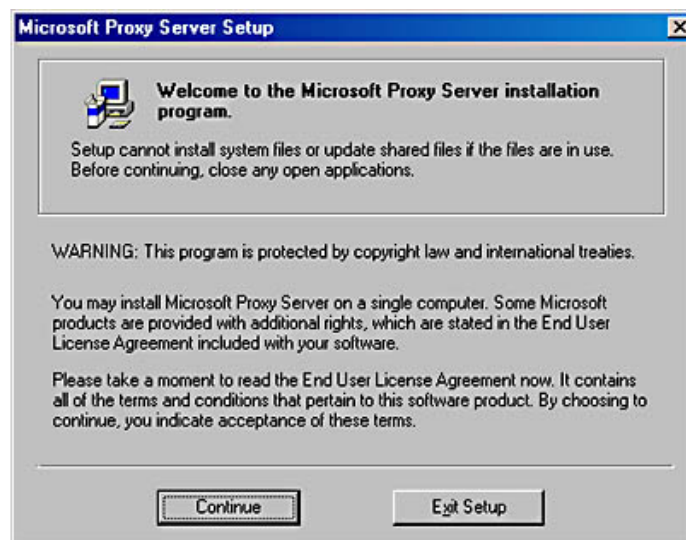 Microsoft Proxy Server Setup
Welcome to the Microsoft Proxy Server installation
program.
Setup cannot install system files or update shared files if the files are in use.
Before continuing, close any open applications.
WARNING: This program is protected by copyright law and international treaties.
You may install Microsoft Proxy Server on a single computer. Some Microsoft
products are provided with additional rights, which are stated in the End User
License Agreement included with your software.
Please take a moment to read the End User License Agreement now. It contains
all of the terms and conditions that pertain to this software product. By choosing to
continue, you indicate acceptance of these terms.
Continue
Exit Setup